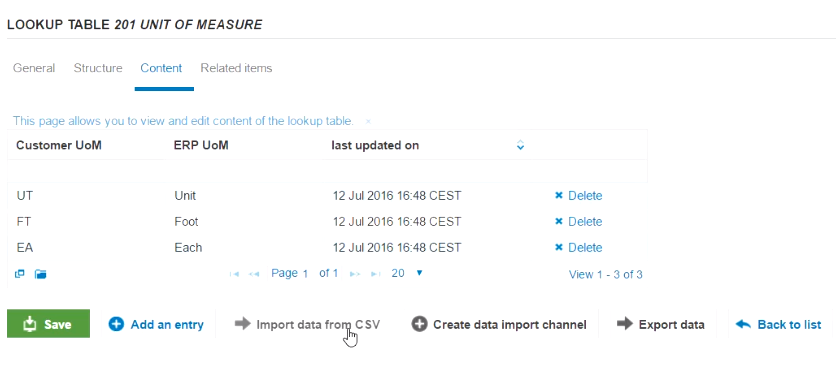 LOOKUP TABLE 201 UNIT OF MEASURE
General Structure Content Related items
This page allows you to view and edit content of the lookup table. ×
Customer UoM ERP UoM last updated on
UT Unit 12 Jul 2016 16:48 CEST Delete
FT Foot 12 Jul 2016 16:48 CEST Delete
EA Each 12 Jul 2016 16:48 CEST Delete
Page 1 of 1 20 View 1 - 3 of 3
Save Add an entry Import data from CSV Create data import channel Export data Back to list